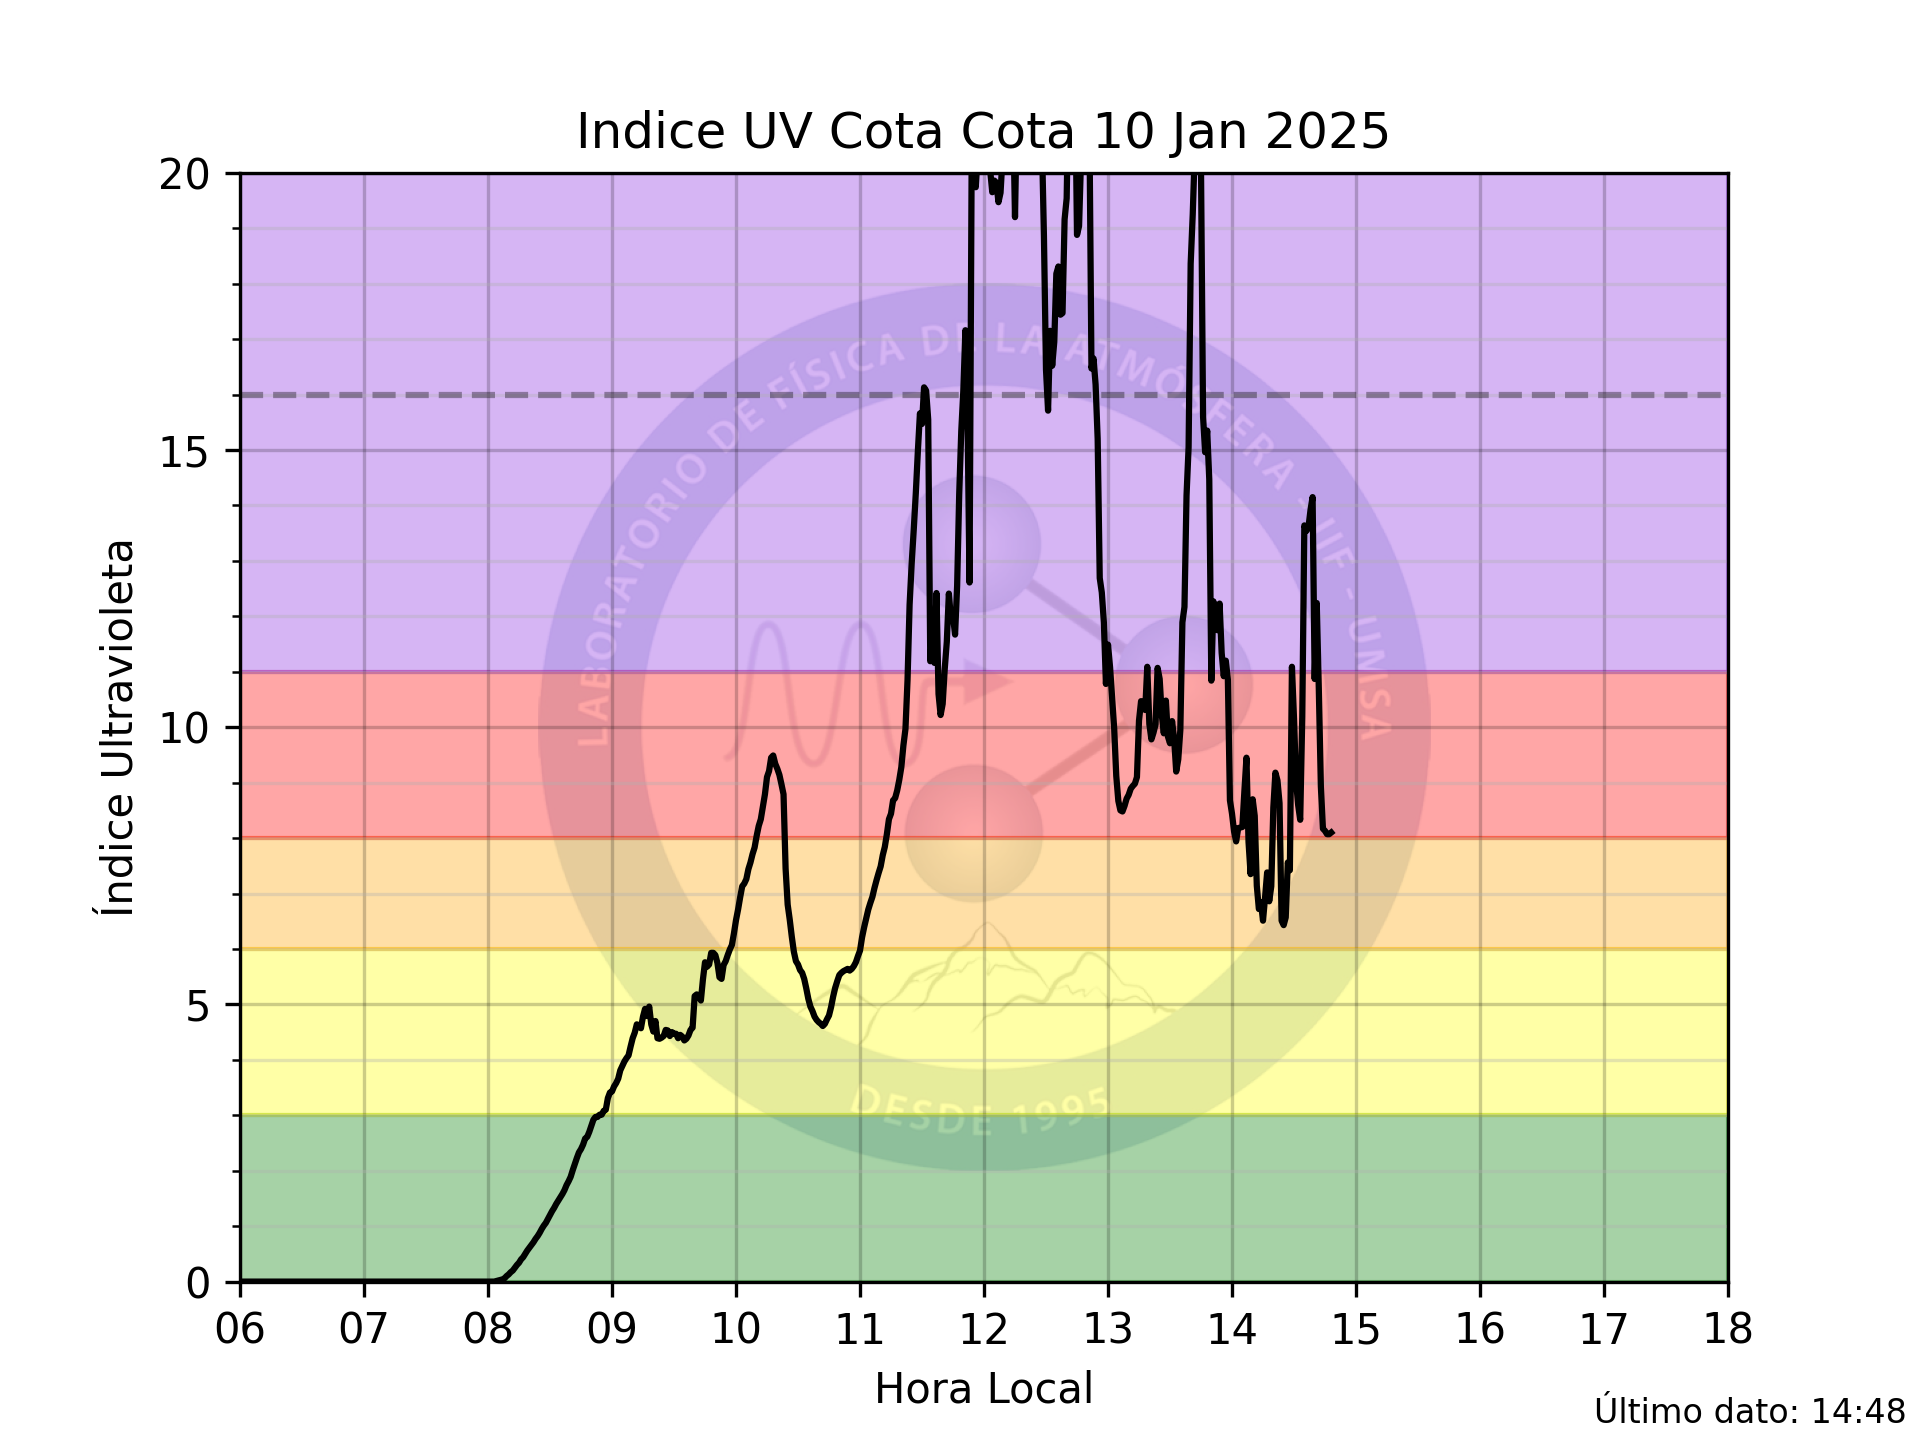 Indice UV Cota Cota 10 Jan 2025
20
15
10
5
0
Índice Ultravioleta
LABORATORIO DE FÍSICA DE LA ATMÓSFERA - IIF - UMSA
DESDE 1995
06 07 08 09 10 11 12 13 14 15 16 17 18
Hora Local
Último dato: 14:48